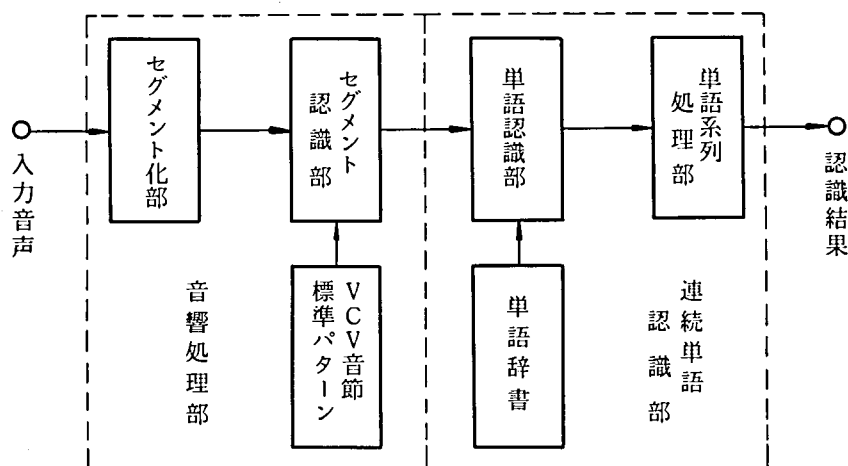 入力音声
セグメント化部
セグメント
認識部
VCV音節
標準パターン
音響処理部
単語認識部
単語辞書
単語系列
処理部
連続単語
認識部
認識結果